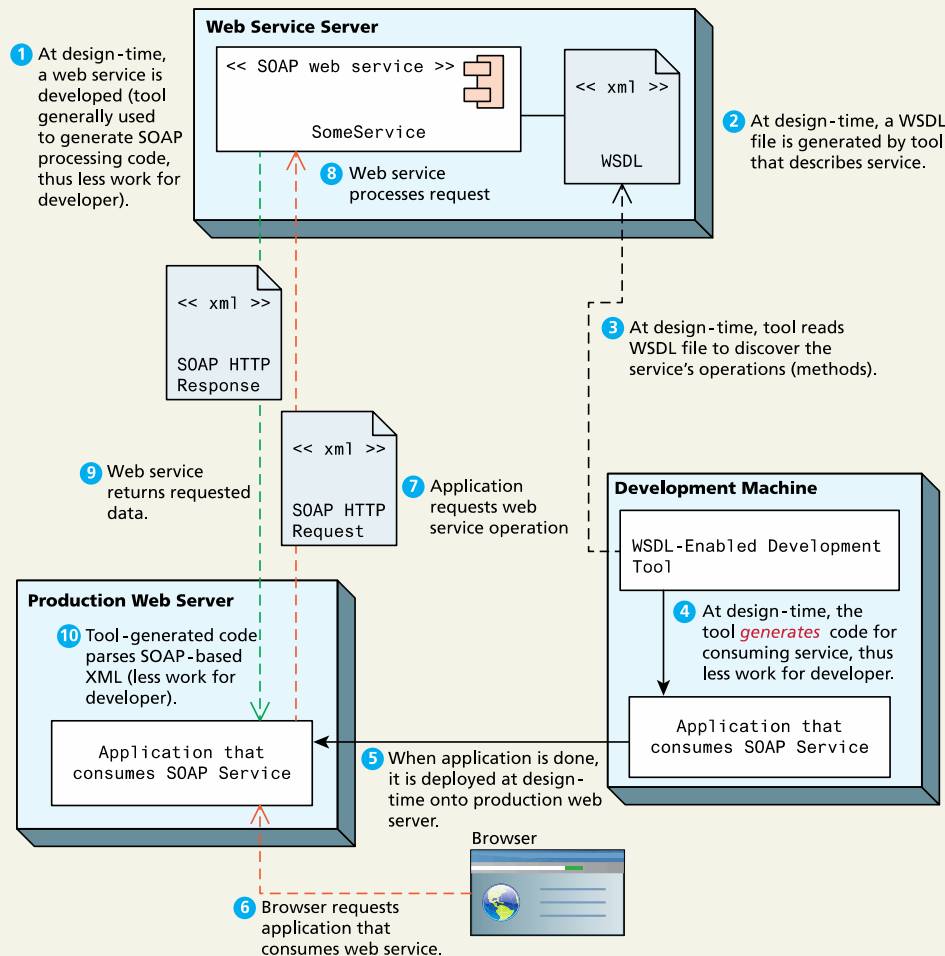 Web Service Server
1 At design-time,
a web service is
developed (tool
generally used
to generate SOAP
processing code,
thus less work for
developer).
<< SOAP web service >>
SomeService
<< xml >>
WSDL
2 At design-time, a WSDL
file is generated by tool
that describes service.
8 Web service
processes request
<< xml >>
SOAP HTTP
Response
3 At design-time, tool reads
WSDL file to discover the
service's operations (methods).
<< xml >>
SOAP HTTP
Request
9 Web service
returns requested
data.
7 Application
requests web
service operation
Development Machine
WSDL-Enabled Development
Tool
4 At design-time, the
tool generates code for
consuming service, thus
less work for developer.
Application that
consumes SOAP Service
Production Web Server
10 Tool-generated code
parses SOAP-based
XML (less work for
developer).
Application that
consumes SOAP Service
5 When application is done,
it is deployed at design-
time onto production web
server.
Browser
6 Browser requests
application that
consumes web service.